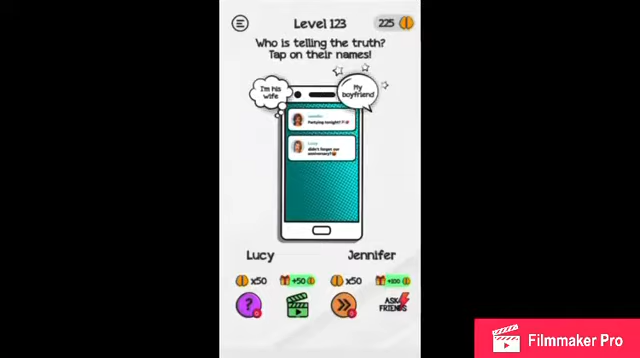 Level 123
225
Who is telling the truth?
Tap on their names!
I'm his
wife
My
boyfriend
Partying tonight?
didn't forget our
anniversary?
Lucy
Jennifer
x50
+50
x50
+100
?
ASK
FRIENDS
Filmmaker Pro